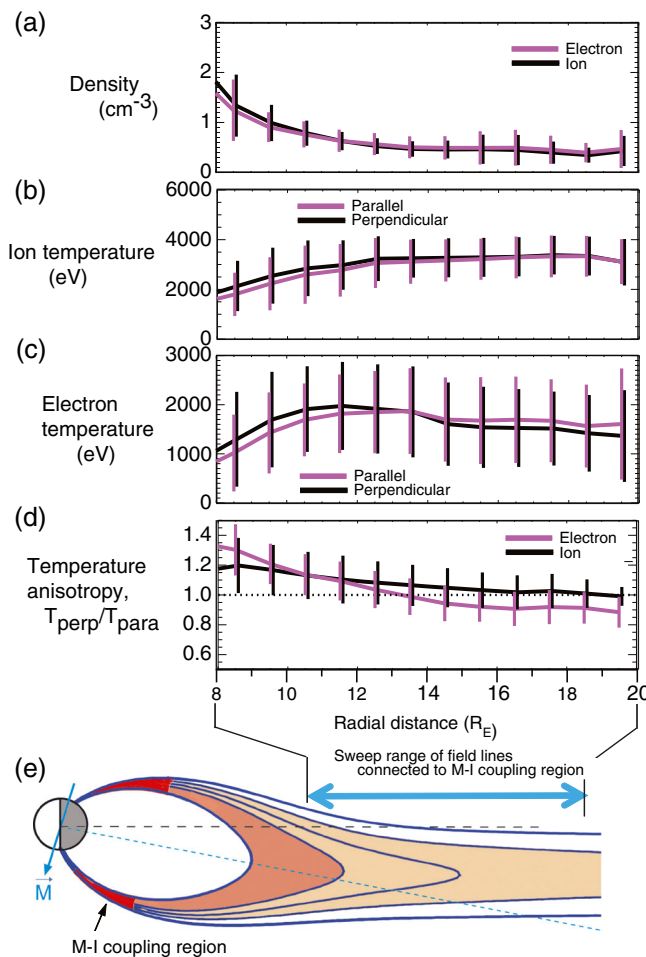 (a)
3
2
1
0
Density
(cm-3)
Electron
Ion
(b)
6000
4000
2000
0
Ion temperature
(eV)
Parallel
Perpendicular
(c)
3000
2000
1000
0
Electron
temperature
(eV)
Parallel
Perpendicular
(d)
1.4
1.2
1.0
0.8
0.6
Temperature
anisotropy,
Tperp/Tpara
Electron
Ion
8 10 12 14 16 18 20
Radial distance (RE)
Sweep range of field lines
connected to M-I coupling region
(e)
M
M-I coupling region